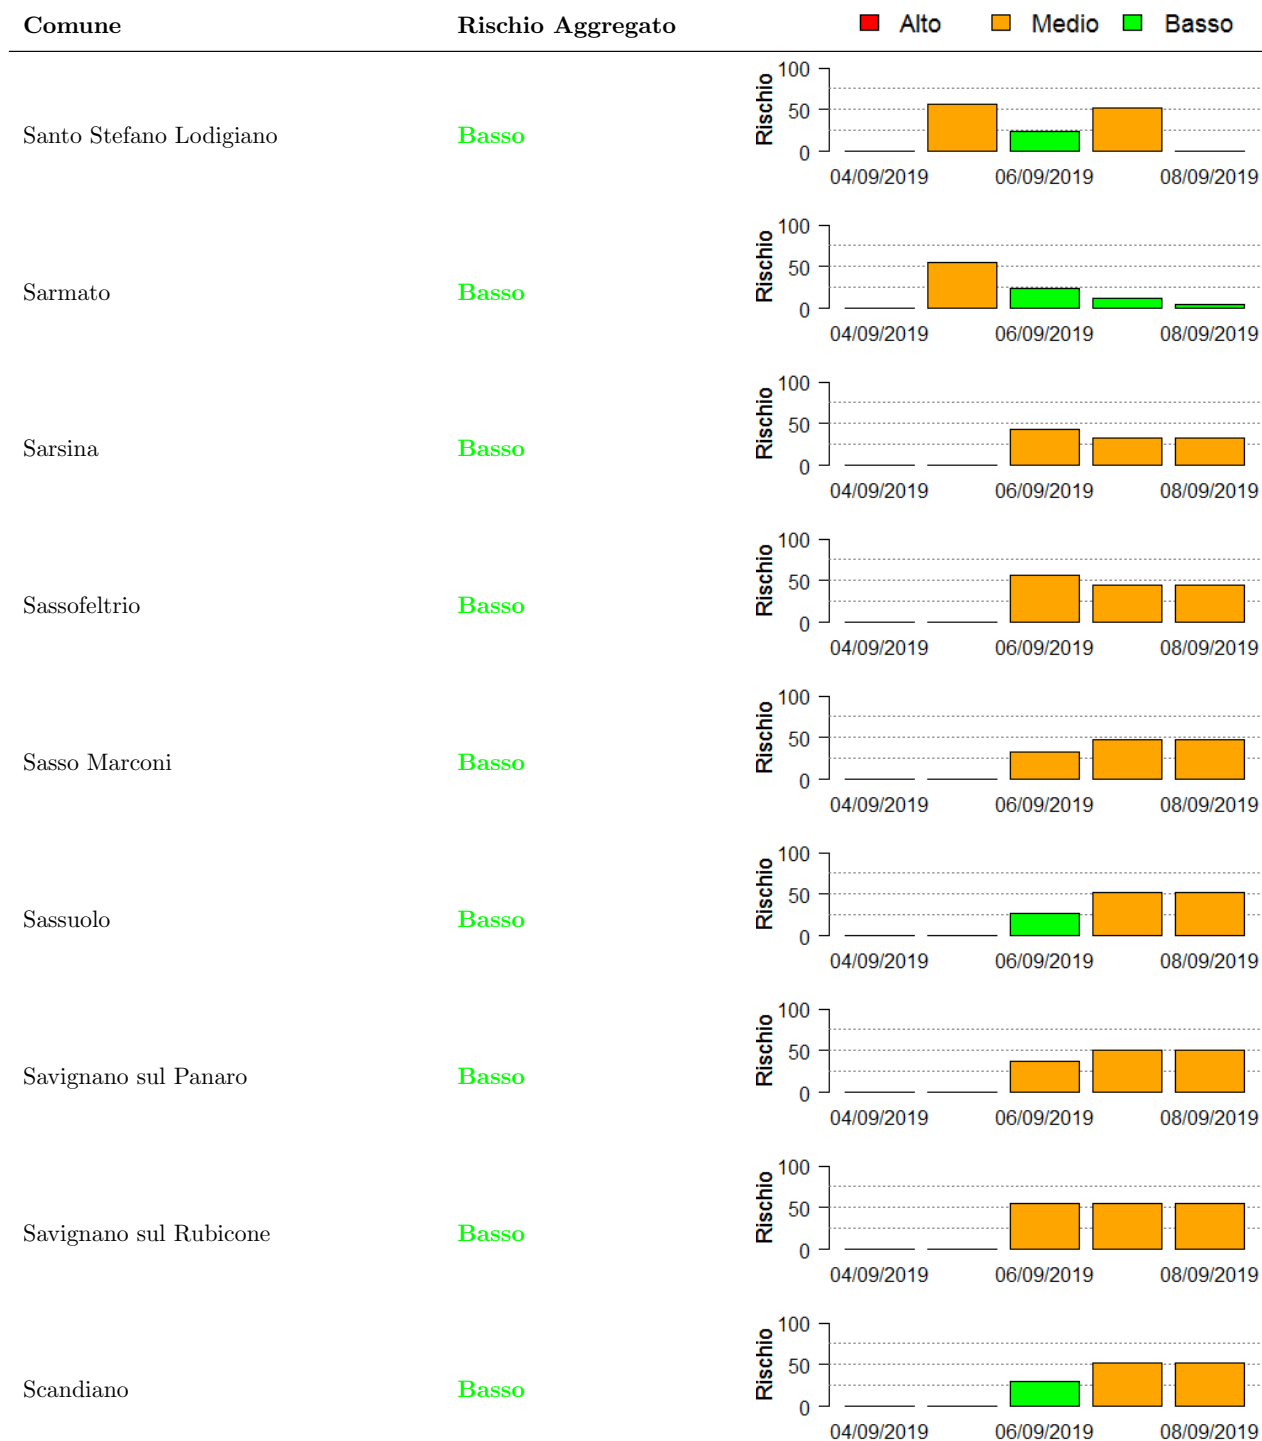 Comune Rischio Aggregato Alto Medio Basso
Santo Stefano Lodigiano Basso
Rischio
100
50
0
04/09/2019 06/09/2019 08/09/2019
Sarmato Basso
Rischio
100
50
0
04/09/2019 06/09/2019 08/09/2019
Sarsina Basso
Rischio
100
50
0
04/09/2019 06/09/2019 08/09/2019
Sassofeltrio Basso
Rischio
100
50
0
04/09/2019 06/09/2019 08/09/2019
Sasso Marconi Basso
Rischio
100
50
0
04/09/2019 06/09/2019 08/09/2019
Sassuolo Basso
Rischio
100
50
0
04/09/2019 06/09/2019 08/09/2019
Savignano sul Panaro Basso
Rischio
100
50
0
04/09/2019 06/09/2019 08/09/2019
Savignano sul Rubicone Basso
Rischio
100
50
0
04/09/2019 06/09/2019 08/09/2019
Scandiano Basso
Rischio
100
50
0
04/09/2019 06/09/2019 08/09/2019